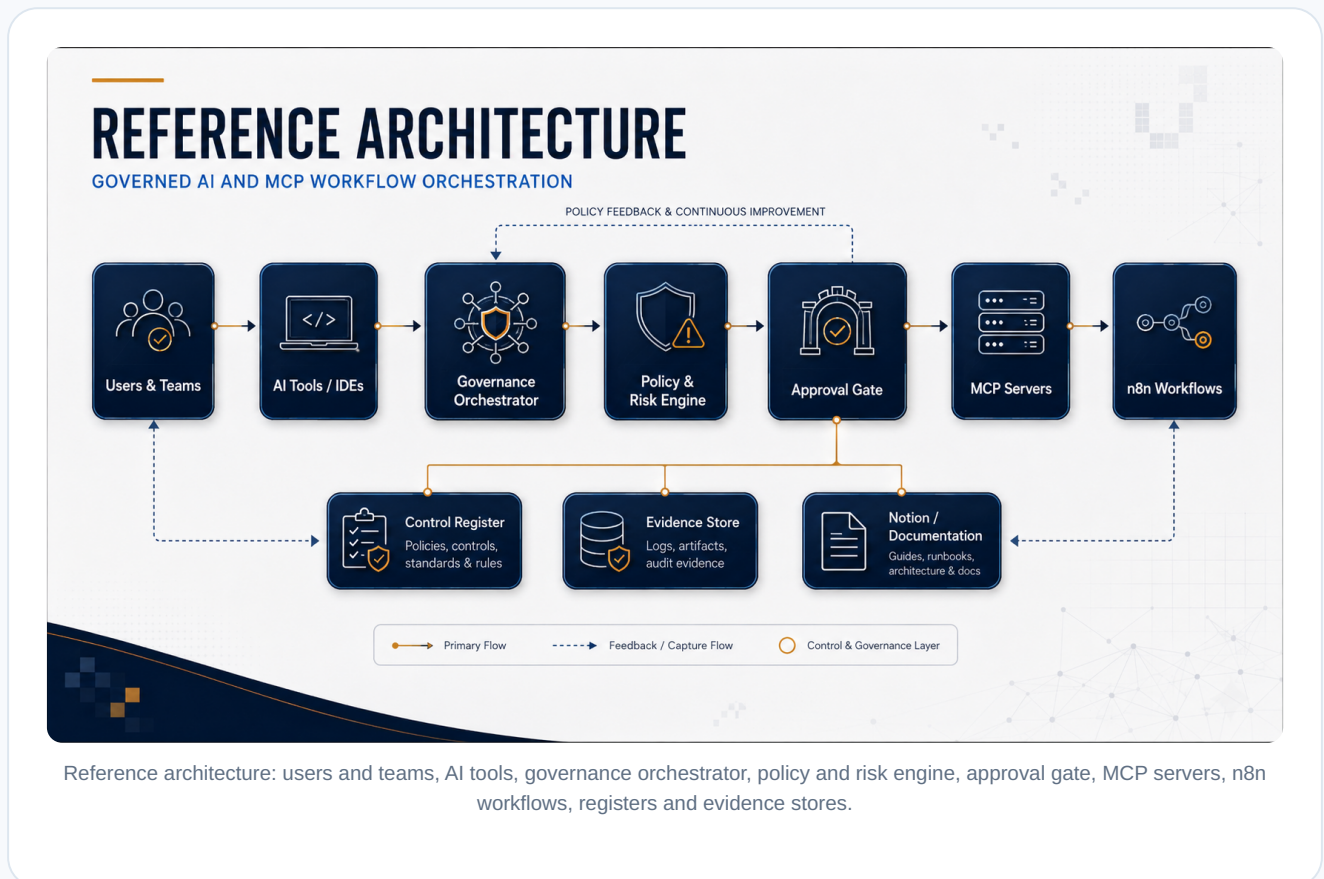 REFERENCE ARCHITECTURE
GOVERNED AI AND MCP WORKFLOW ORCHESTRATION
POLICY FEEDBACK & CONTINUOUS IMPROVEMENT
Users & Teams
AI Tools / IDEs
</>
Governance
Orchestrator
Policy &
Risk Engine
Approval Gate
MCP Servers
n8n Workflows
Control Register
Policies, controls,
standards & rules
Evidence Store
Logs, artifacts,
audit evidence
Notion /
Documentation
Guides, runbooks,
architecture & docs
Primary Flow
Feedback / Capture Flow
Control & Governance Layer
Reference architecture: users and teams, AI tools, governance orchestrator, policy and risk engine, approval gate, MCP servers, n8n
workflows, registers and evidence stores.